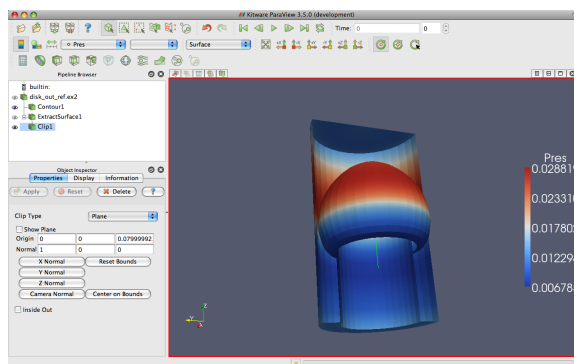 Kitware ParaView 3.5.0 (development)
Time: 0
0
Pres
Surface
Pipeline Browser
builtin:
disk_out_ref.ex2
Contour1
ExtractSurface1
Clip1
Object Inspector
Properties Display Information
Apply Reset Delete ?
Clip Type Plane
Show Plane
Origin 0 0 0.07999992
Normal 1 0 0
X Normal Reset Bounds
Y Normal
Z Normal
Camera Normal Center on Bounds
Inside Out
Pres
0.02881
0.02331
0.01780
0.01229
0.00678
Z
Y